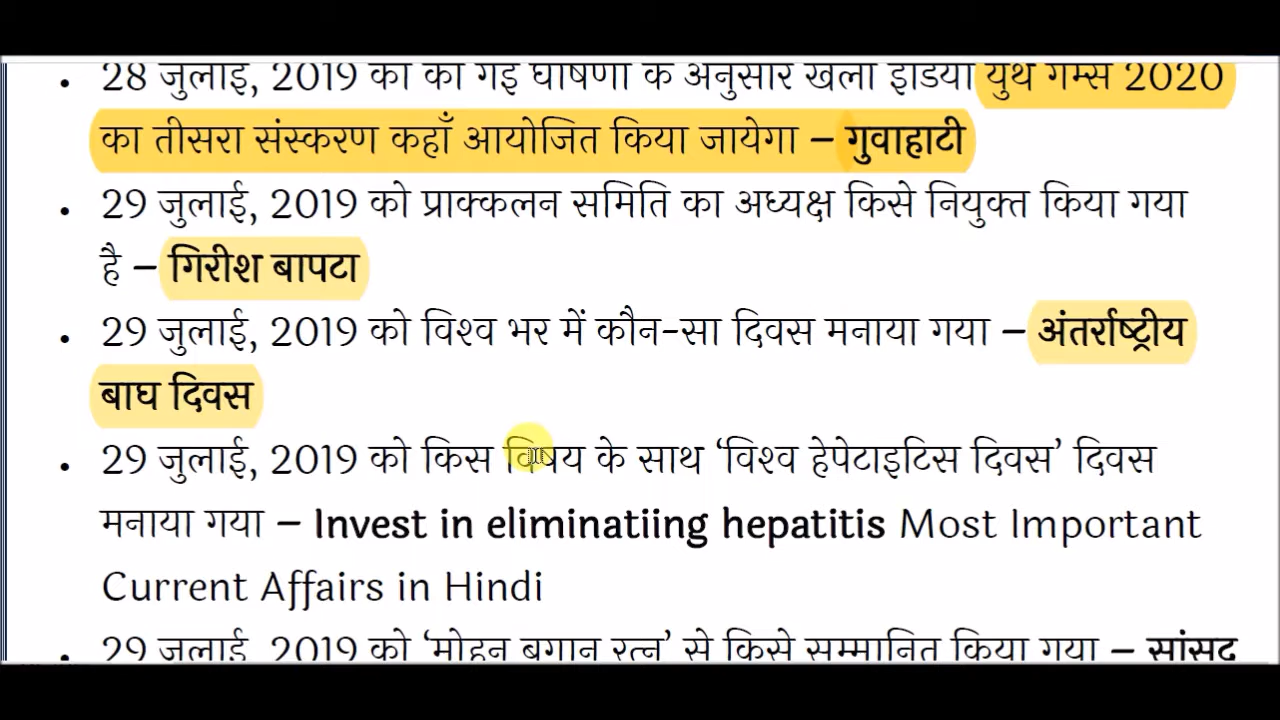 • 28 जुलाई, 2019 को की गई घोषणा के अनुसार खेलो इंडिया युथ गेम्स 2020
का तीसरा संस्करण कहाँ आयोजित किया जायेगा – गुवाहाटी
• 29 जुलाई, 2019 को प्राक्कलन समिति का अध्यक्ष किसे नियुक्त किया गया
है – गिरीश बापटा
• 29 जुलाई, 2019 को विश्व भर में कौन-सा दिवस मनाया गया – अंतर्राष्ट्रीय
बाघ दिवस
• 29 जुलाई, 2019 को किस विषय के साथ ‘विश्व हेपेटाइटिस दिवस’ दिवस
मनाया गया – Invest in eliminatiing hepatitis Most Important
Current Affairs in Hindi
• 29 जुलाई, 2019 को ‘मोहन बगान रत्न’ से किसे सम्मानित किया गया – सांसद